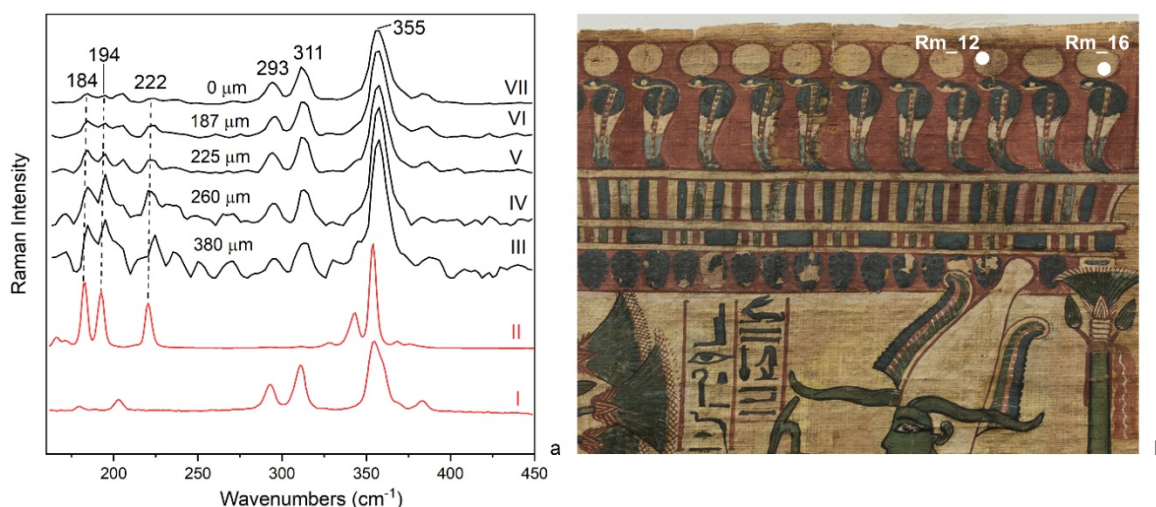 355
194
311
184
293
222
0 µm
VII
187 µm
VI
225 µm
V
260 µm
IV
380 µm
III
II
I
Raman Intensity
200
250
300
350
400
450
Wavenumbers (cm⁻¹)
a
Rm_12
Rm_16